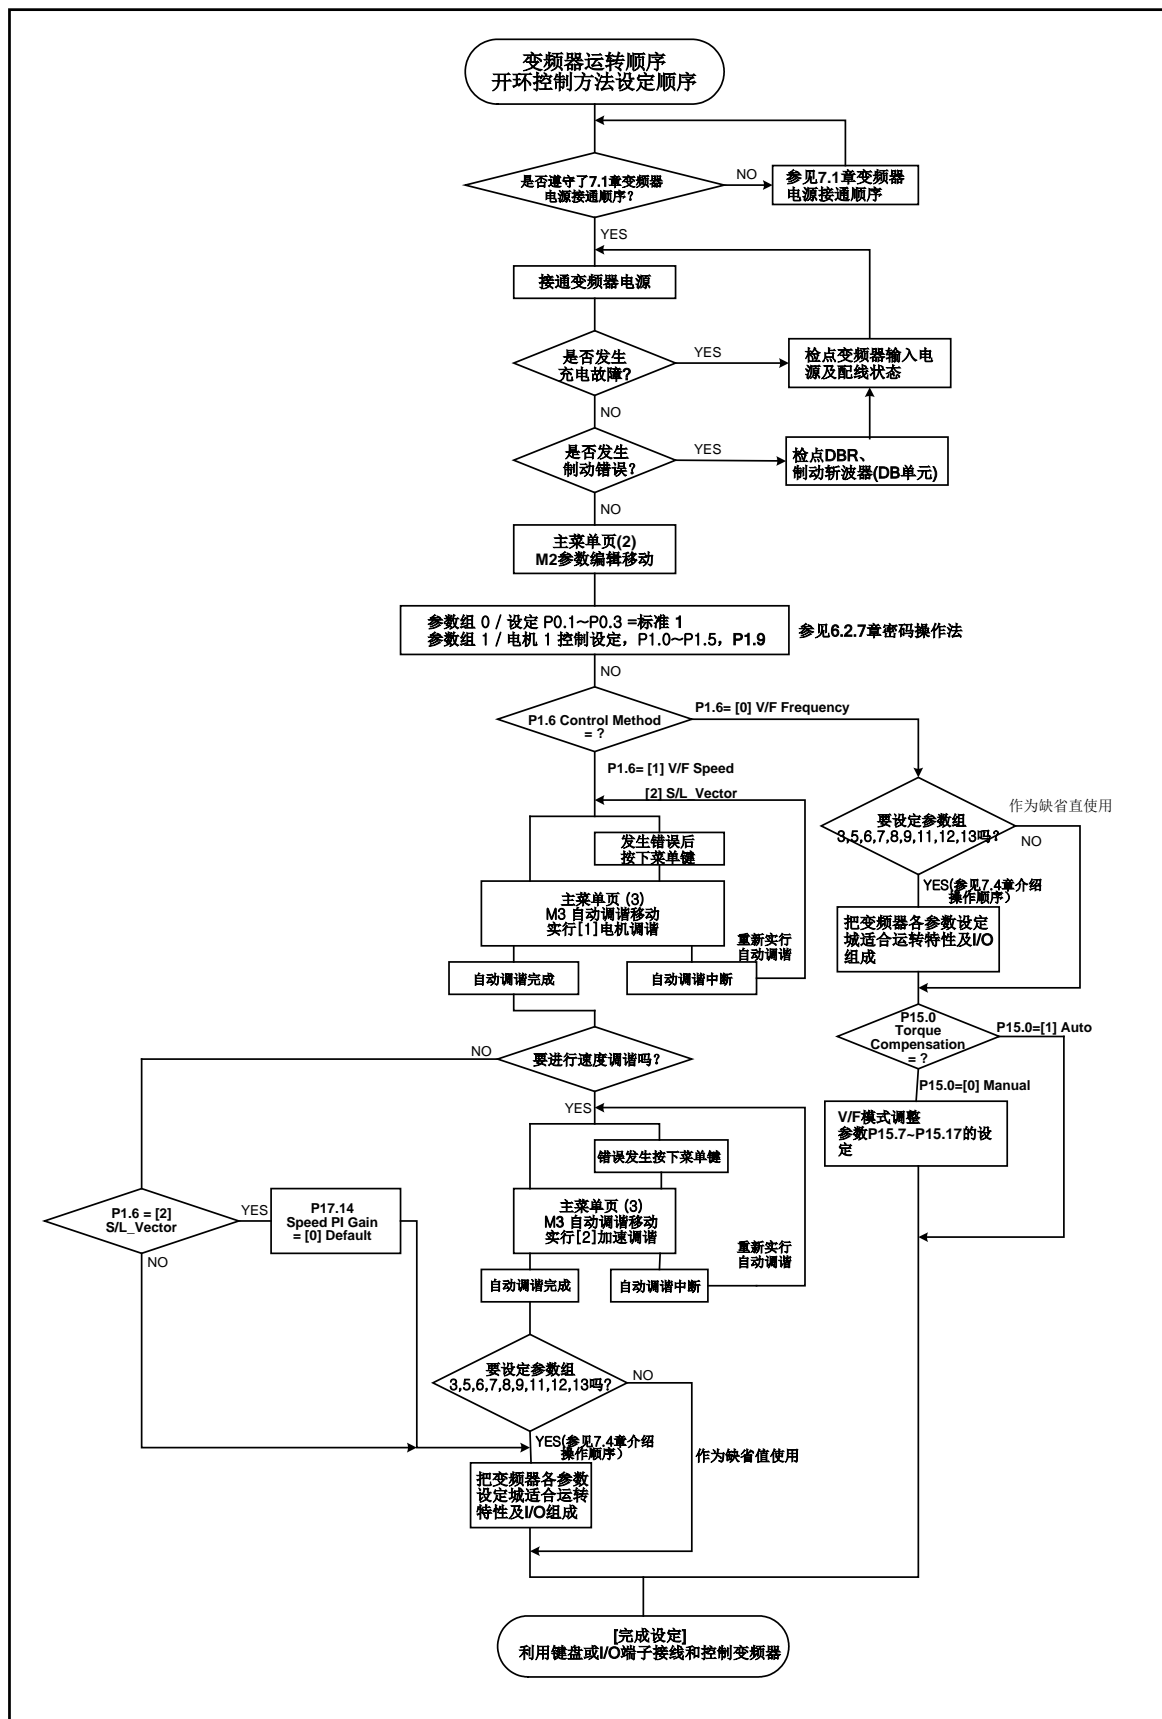 变频器运转顺序
开环控制方法设定顺序
是否遵守了7.1章变频器
电源接通顺序?
NO
参见7.1章变频器
电源接通顺序
YES
接通变频器电源
是否发生
充电故障?
YES
检点变频器输入电
源及配线状态
NO
是否发生
制动错误?
YES
检点DBR、
制动斩波器(DB单元)
NO
主菜单页(2)
M2参数编辑移动
参数组 0 / 设定 P0.1~P0.3 =标准 1
参数组 1 / 电机 1 控制设定，P1.0~P1.5，P1.9
参见6.2.7章密码操作法
NO
P1.6 Control Method
= ?
P1.6= [0] V/F Frequency
P1.6= [1] V/F Speed
[2] S/L_Vector
作为缺省直使用
要设定参数组
3,5,6,7,8,9,11,12,13吗?
NO
发生错误后
按下菜单键
YES(参见7.4章介绍
操作顺序）
主菜单页 (3)
M3 自动调谐移动
实行[1]电机调谐
把变频器各参数设定
城适合运转特性及I/O
组成
重新实行
自动调谐
自动调谐完成
自动调谐中断
P15.0
Torque
Compensation
= ?
P15.0=[1] Auto
NO
要进行速度调谐吗?
P15.0=[0] Manual
YES
V/F模式调整
参数P15.7~P15.17的设
定
错误发生按下菜单键
P1.6 = [2]
S/L_Vector
YES
P17.14
Speed PI Gain
= [0] Default
主菜单页 (3)
M3 自动调谐移动
实行[2]加速调谐
重新实行
自动调谐
NO
自动调谐完成
自动调谐中断
要设定参数组
3,5,6,7,8,9,11,12,13吗?
NO
YES(参见7.4章介绍
操作顺序）
作为缺省值使用
把变频器各参数
设定城适合运转
特性及I/O组成
[完成设定]
利用键盘或I/O端子接线和控制变频器